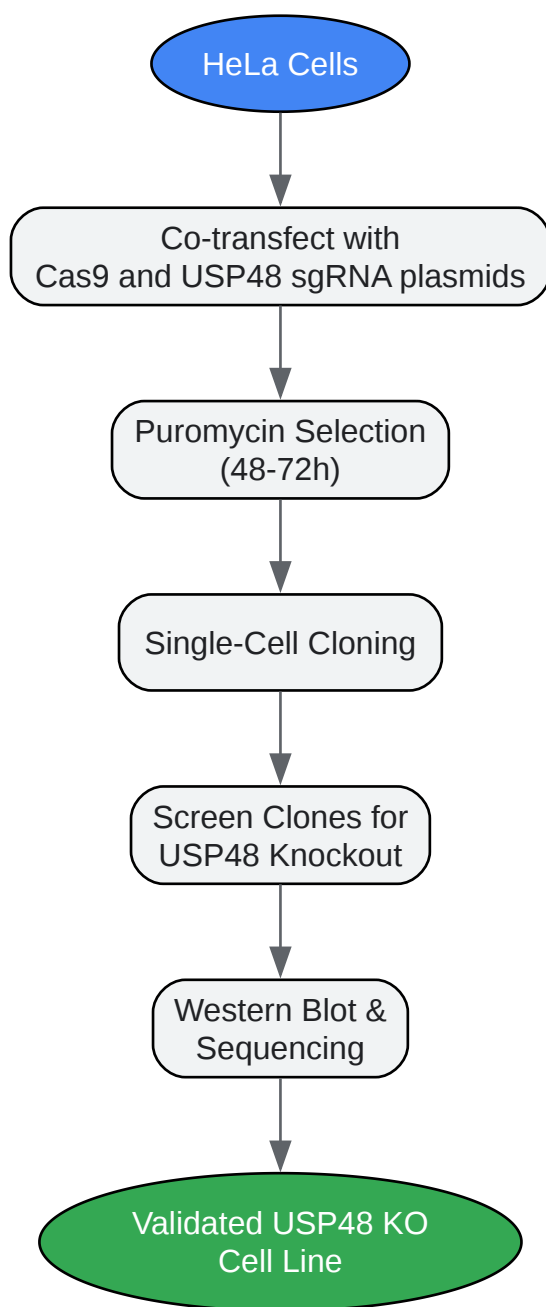 HeLa Cells
Co-transfect with
Cas9 and USP48 sgRNA plasmids
Puromycin Selection
(48-72h)
Single-Cell Cloning
Screen Clones for
USP48 Knockout
Western Blot &
Sequencing
Validated USP48 KO
Cell Line